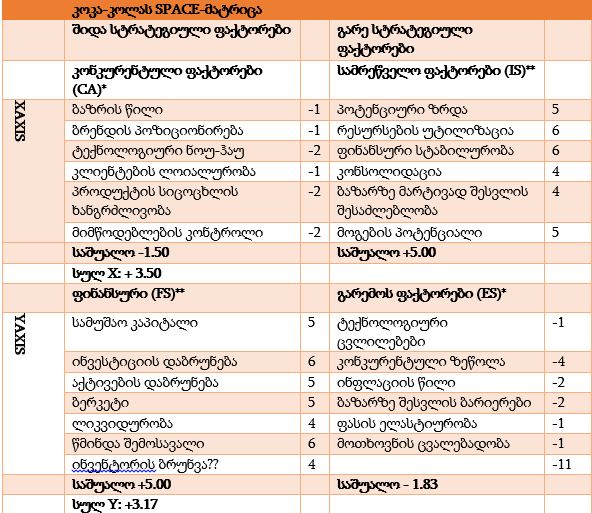 კოკა-კოლას SPACE-მატრიცა
შიდა სტრატეგიული ფაქტორები გარე სტრატეგიული
ფაქტორები
კონკურენტული ფაქტორები სამრეწველო ფაქტორები (IS)**
(CA)*
XAXIS
ბაზრის წილი -1 პოტენციური ზრდა 5
ბრენდის პოზიციონირება -1 რესურსების უტილიზაცია 6
ტექნოლოგიური ნოუ-ჰაუ -2 ფინანსური სტაბილურობა 6
კლიენტების ლოიალურობა -1 კონსოლიდაცია 4
პროდუქტის სიცოცხლის -2 ბაზარზე მარტივად შესვლის 4
ხანგრძლივობა შესაძლებლობა
მიმწოდებლების კონტროლი -2 მოგების პოტენციალი 5
საშუალო -1.50 საშუალო +5.00
სულ X: + 3.50
ფინანსური (FS)** გარემოს ფაქტორები (ES)*
YAXIS
სამუშაო კაპიტალი 5 ტექნოლოგიური -1
ცვლილებები
ინვესტიციის დაბრუნება 6 კონკურენტული ზეწოლა -4
აქტივების დაბრუნება 5 ინფლაციის წილი -2
ბერკეტი 5 ბაზარზე შესვლის ბარიერები -2
ლიკვიდურობა 4 ფასის ელასტიურობა -1
წმინდა შემოსავალი 6 მოთხოვნის ცვალებადობა -1
ინვენტორის ბრუნვა?? 4 -11
საშუალო +5.00 საშუალო - 1.83
სულ Y: +3.17